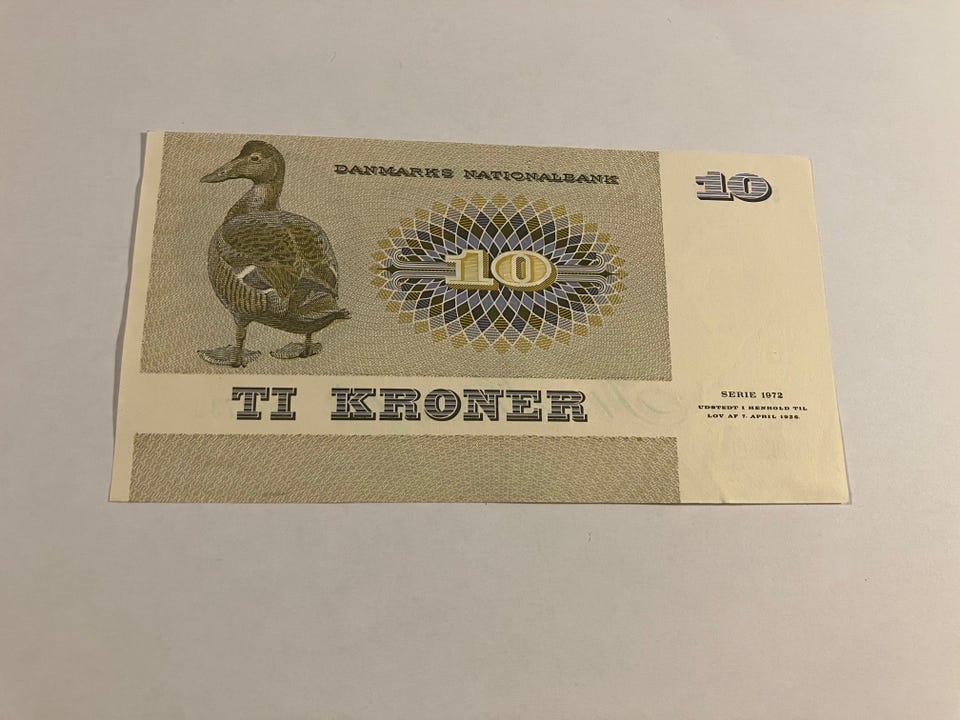 DANMARKS NATIONALBANK
10
10
TI KRONER
SERIE 1972
UDSTEDT I HENHOLD TIL
LOV AF 7. APRIL 1936.